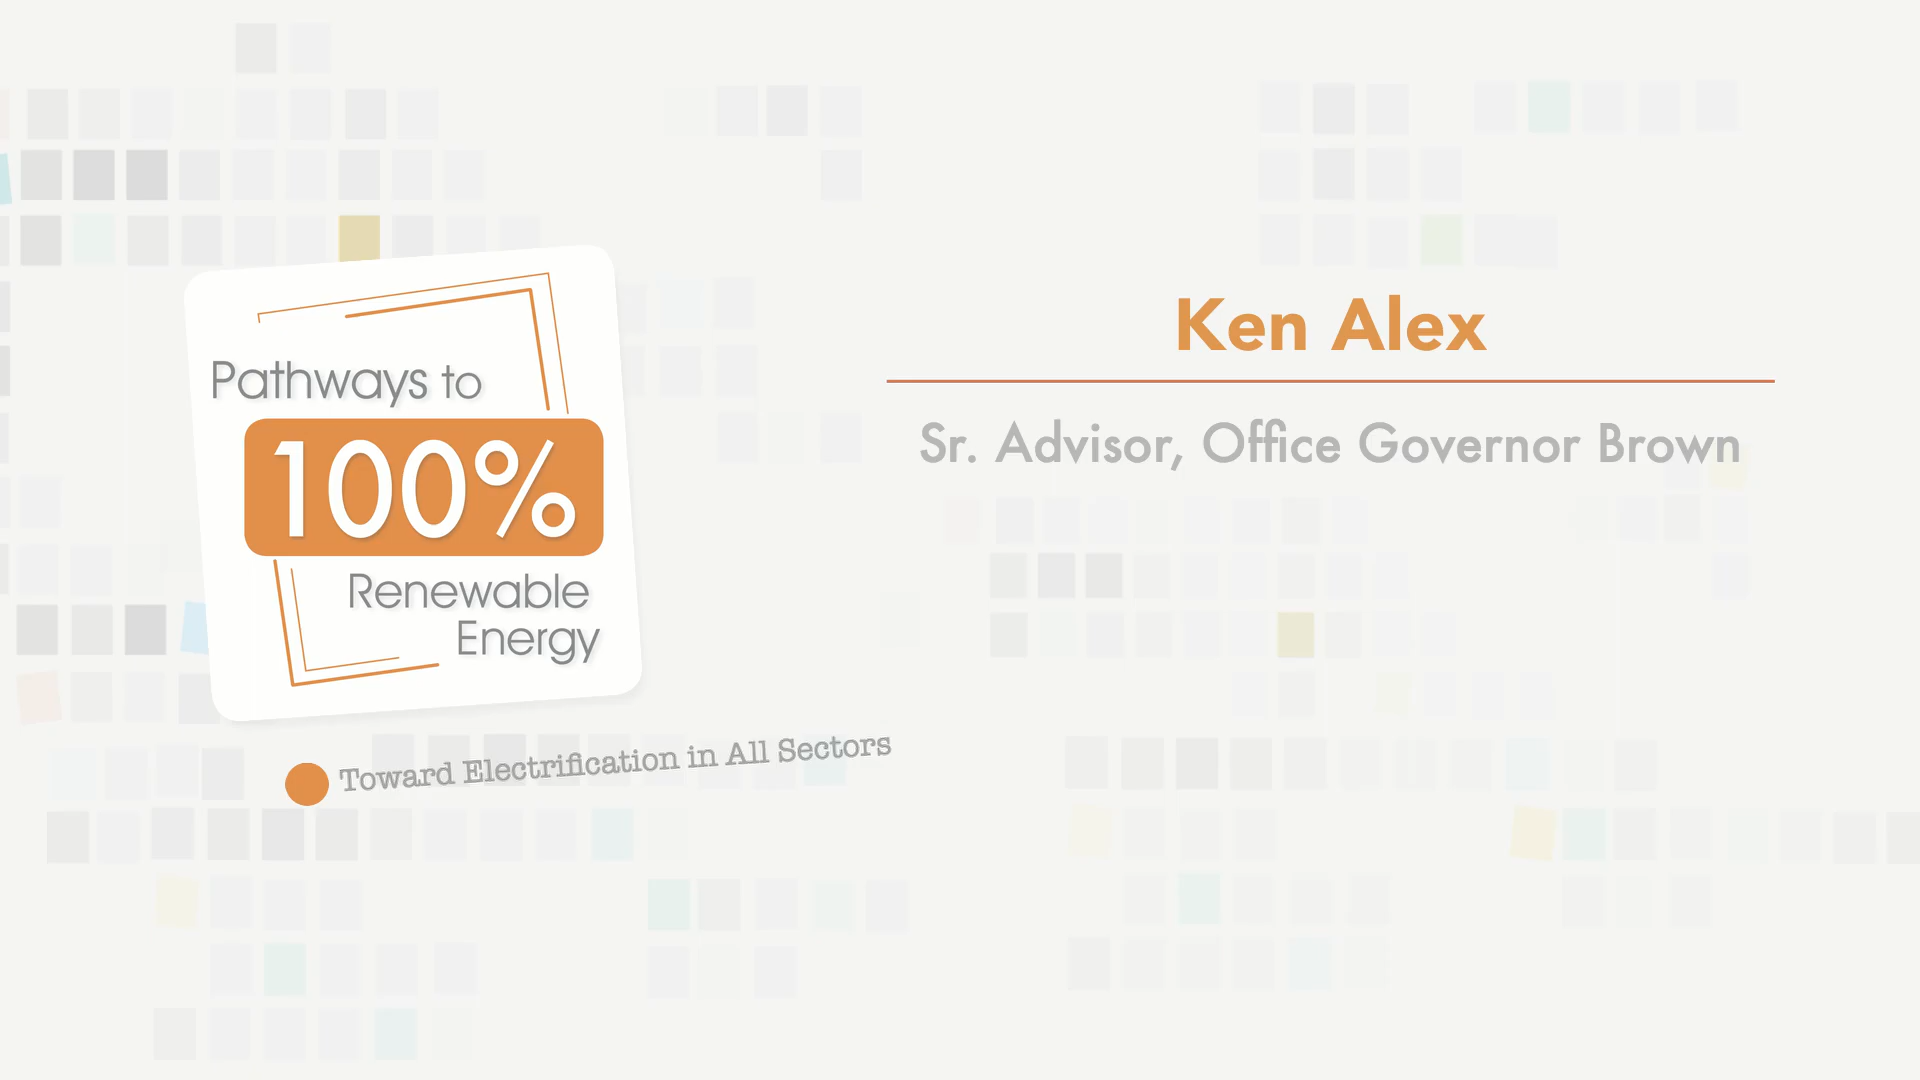 Pathways to
100%
Renewable
Energy
Toward Electrification in All Sectors
Ken Alex
Sr. Advisor, Office Governor Brown